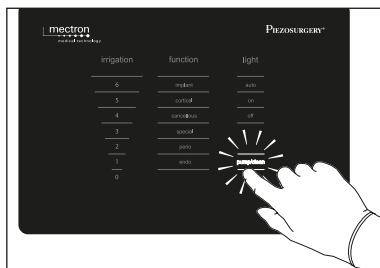 mectron
medical technology
PIEZOSURGERY®
irrigation function light
6 implant auto
5 cortical on
4 cancellous off
3 special
2 perio
1 endo pump/clean
0